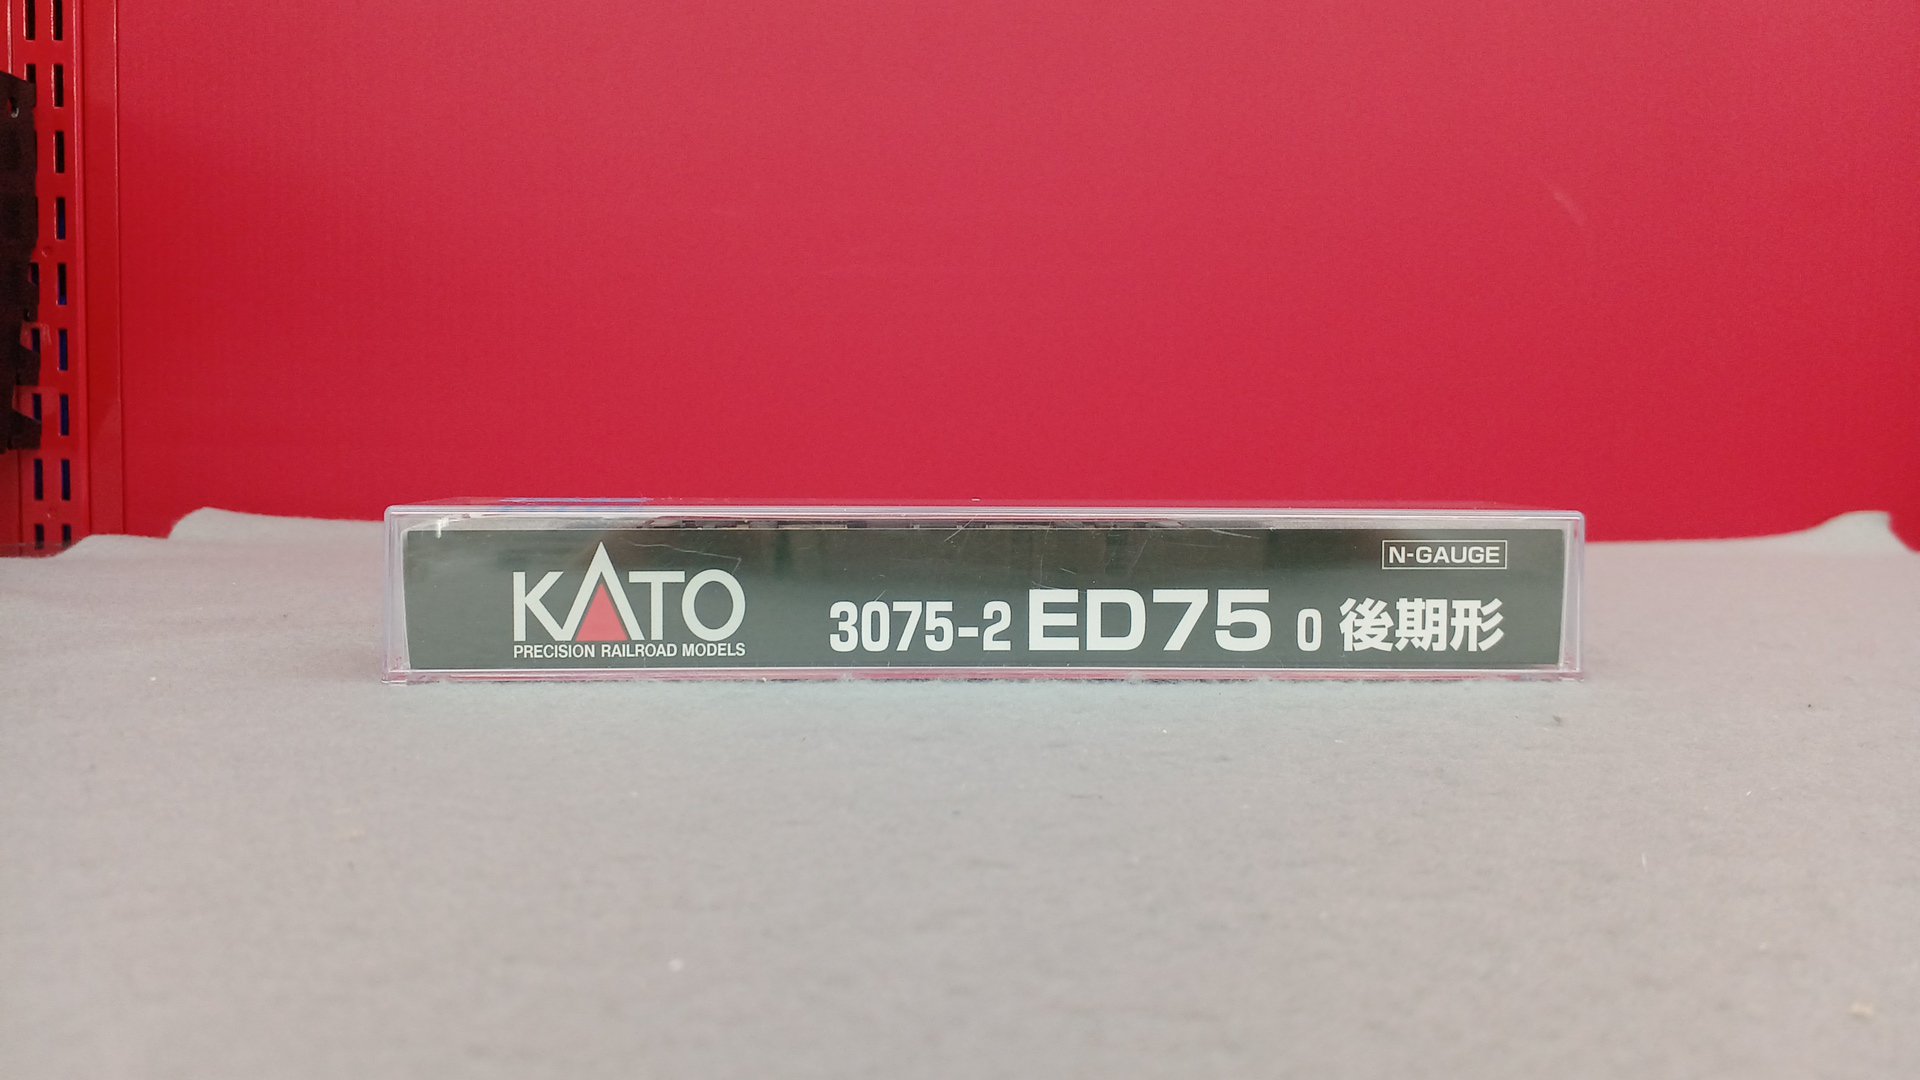 N-GAUGE
KATO
PRECISION RAILROAD MODELS
3075-2 ED75 0 後期形